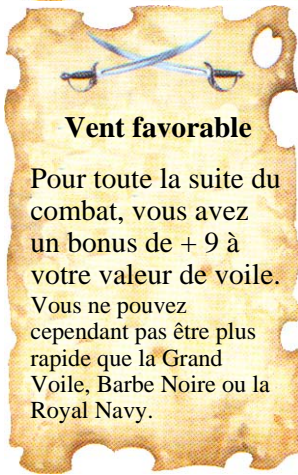 Vent favorable
Pour toute la suite du
combat, vous avez
un bonus de + 9 à
votre valeur de voile.
Vous ne pouvez
cependant pas être plus
rapide que la Grand
Voile, Barbe Noire ou la
Royal Navy.